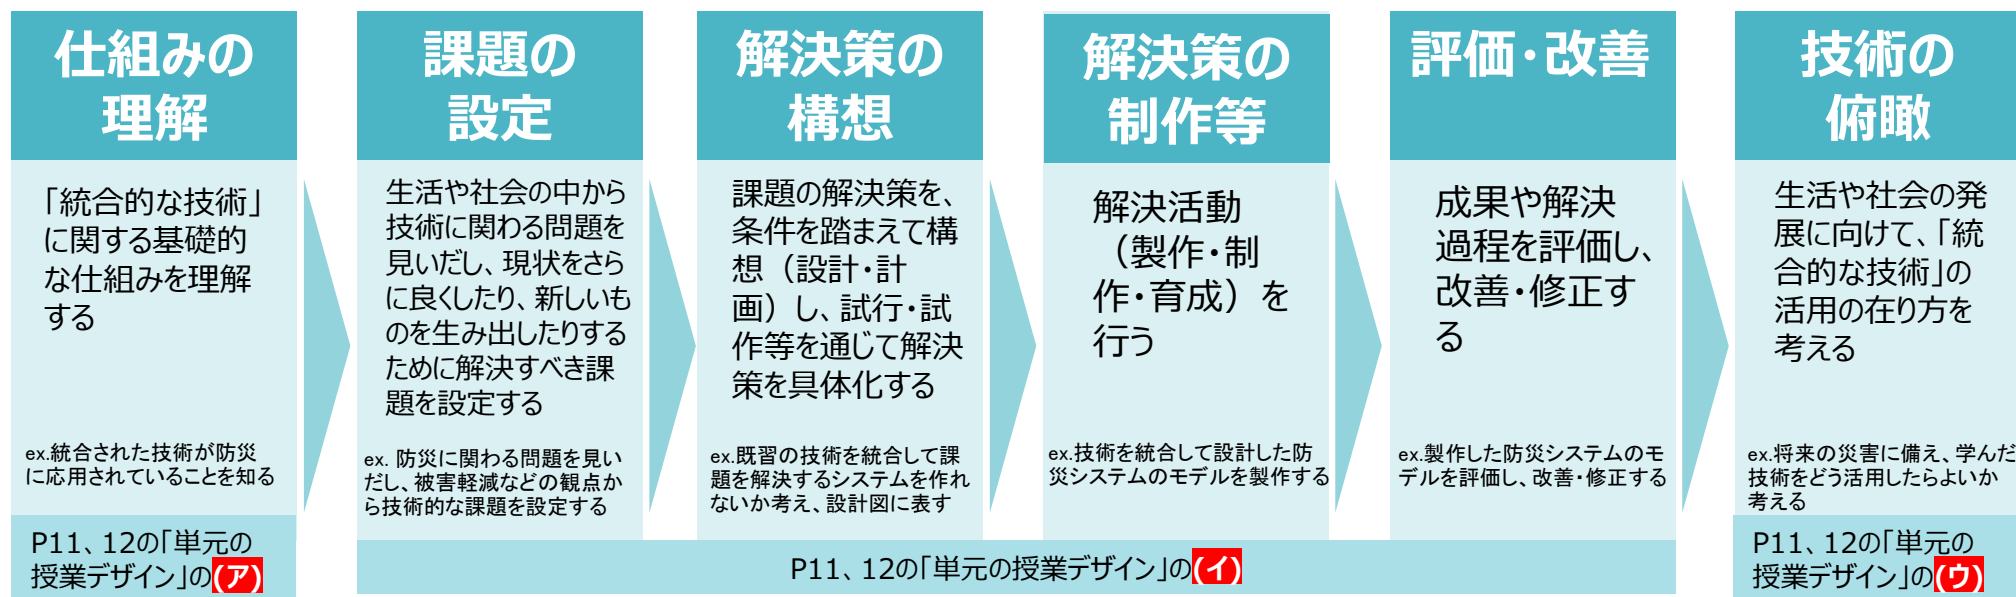 仕組みの
理解
「統合的な技術」
に関する基礎的
な仕組みを理解
する
ex.統合された技術が防災
に応用されていることを知る
P11、12の「単元の
授業デザイン」の(ア)
課題の
設定
生活や社会の中から
技術に関わる問題を
見いだし、現状をさら
に良くしたり、新しいも
のを生み出したりする
ために解決すべき課
題を設定する
ex. 防災に関わる問題を見い
だし、被害軽減などの観点か
ら技術的な課題を設定する
解決策の
構想
課題の解決策を、
条件を踏まえて構
想（設計・計
画）し、試行・試
作等を通じて解決
策を具体化する
ex.既習の技術を統合して課
題を解決するシステムを作れ
ないか考え、設計図に表す
解決策の
制作等
解決活動
（製作・制
作・育成）を
行う
ex.技術を統合して設計した防
災システムのモデルを製作する
評価・改善
成果や解決
過程を評価し、
改善・修正す
る
ex.製作した防災システムのモ
デルを評価し、改善・修正する
P11、12の「単元の授業デザイン」の(イ)
技術の
俯瞰
生活や社会の発
展に向けて、「統
合的な技術」の
活用の在り方を
考える
ex.将来の災害に備え、学んだ
技術をどう活用したらよいか
考える
P11、12の「単元の
授業デザイン」の(ウ)